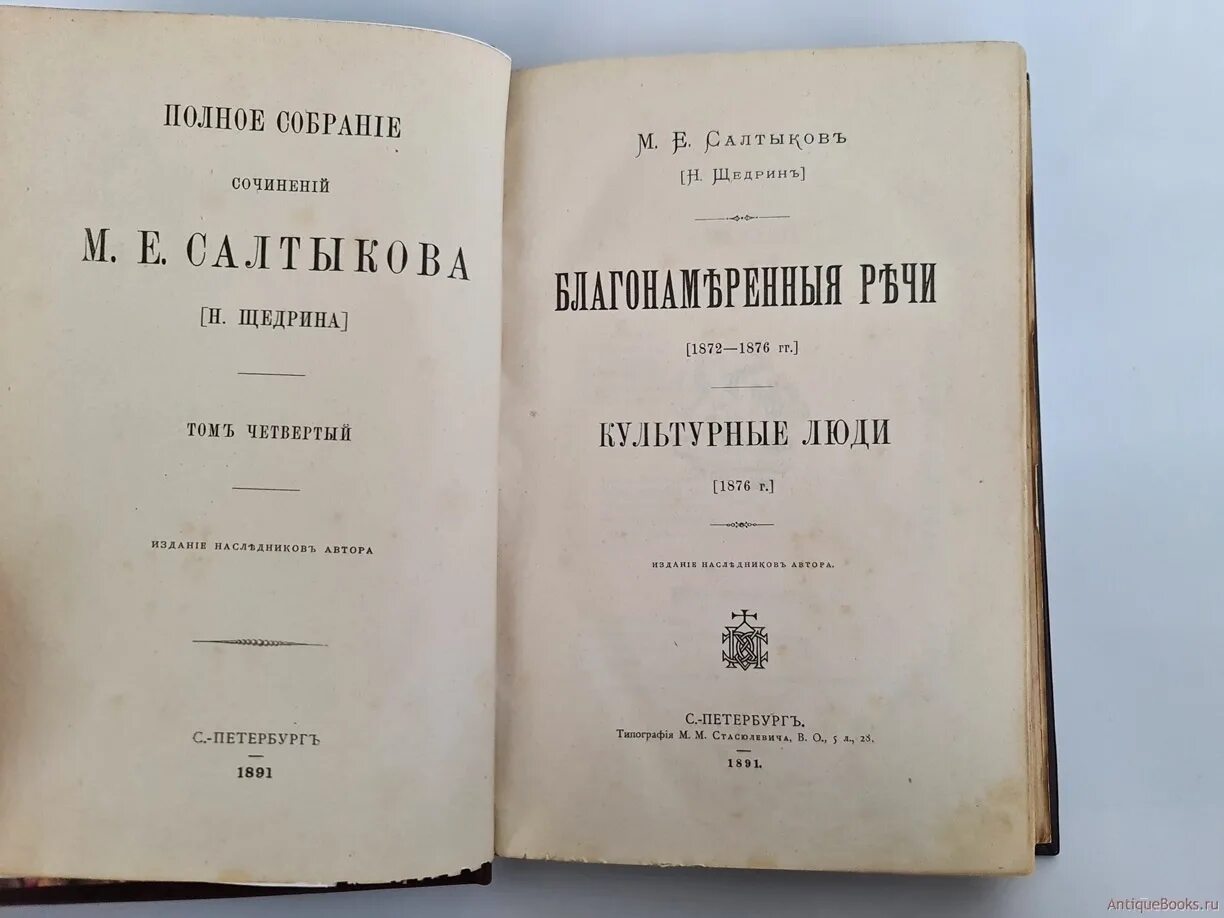 ПОЛНОЕ СОБРАНІЕ
СОЧИНЕНІЙ
М. Е. САЛТЫКОВА
[Н. ЩЕДРИНА]
ТОМЪ ЧЕТВЕРТЫЙ
ИЗДАНІЕ НАСЛѢДНИКОВЪ АВТОРА
С.-ПЕТЕРБУРГЪ
1891
М. Е. САЛТЫКОВЪ
[Н. ЩЕДРИНЪ]
БЛАГОНАМѢРЕННЫЯ РѢЧИ
[1872—1876 гг.]
КУЛЬТУРНЫЕ ЛЮДИ
[1876 г.]
ИЗДАНІЕ НАСЛѢДНИКОВЪ АВТОРА.
С.-ПЕТЕРБУРГЪ.
Типографія М. М. Стасюлевича, В. О., 5 л., 28.
1891.
AntiqueBooks.ru